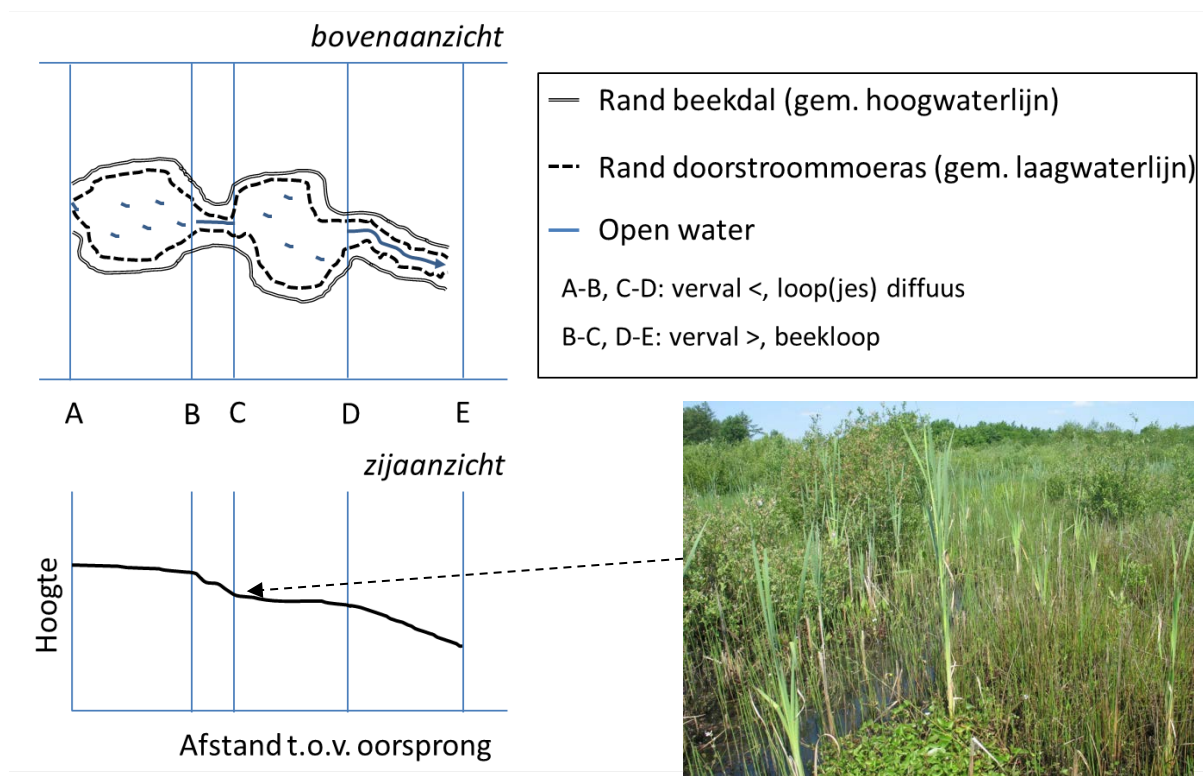 bovenaanzicht
Rand beekdal (gem. hoogwaterlijn)
Rand doorstroommoeras (gem. laagwaterlijn)
Open water
A-B, C-D: verval <, loop(jes) diffuus
B-C, D-E: verval >, beekloop
A B C D E
zijaanzicht
Hoogte
Afstand t.o.v. oorsprong